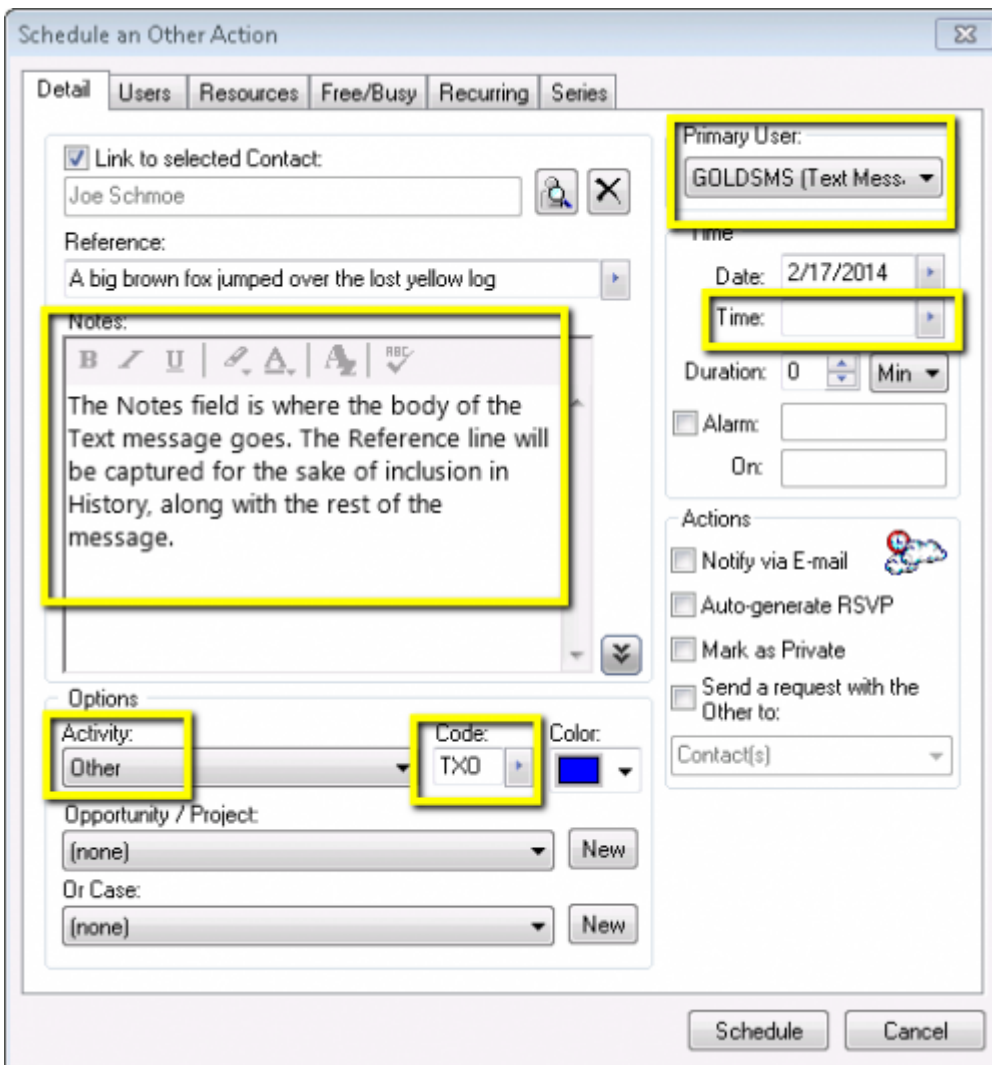 Schedule an Other Action
Detail Users Resources Free/Busy Recurring Series
Link to selected Contact:
Joe Schmoe
Reference:
A big brown fox jumped over the lost yellow log
Notes:
B I U A A ABC
The Notes field is where the body of the
Text message goes. The Reference line will
be captured for the sake of inclusion in
History, along with the rest of the
message.
Options
Activity: Code: Color:
Other TXO
Opportunity / Project:
(none) New
Or Case:
(none) New
Primary User:
GOLDSMS (Text Mess.
Time
Date: 2/17/2014
Time:
Duration: 0 Min
Alarm:
On:
Actions
Notify via E-mail
Auto-generate RSVP
Mark as Private
Send a request with the
Other to:
Contact(s)
Schedule Cancel